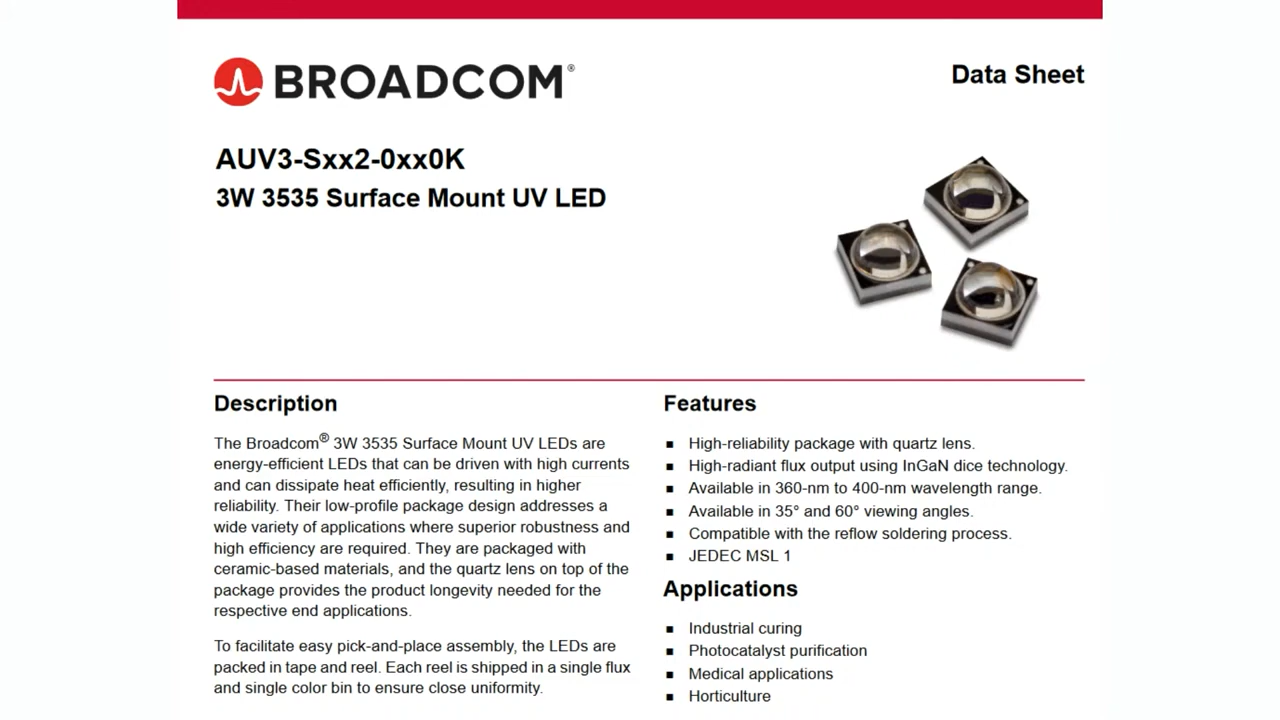 BROADCOM®
Data Sheet
AUV3-Sxx2-0xx0K
3W 3535 Surface Mount UV LED
Description
The Broadcom® 3W 3535 Surface Mount UV LEDs are
energy-efficient LEDs that can be driven with high currents
and can dissipate heat efficiently, resulting in higher
reliability. Their low-profile package design addresses a
wide variety of applications where superior robustness and
high efficiency are required. They are packaged with
ceramic-based materials, and the quartz lens on top of the
package provides the product longevity needed for the
respective end applications.
To facilitate easy pick-and-place assembly, the LEDs are
packed in tape and reel. Each reel is shipped in a single flux
and single color bin to ensure close uniformity.
Features
■ High-reliability package with quartz lens.
■ High-radiant flux output using InGaN dice technology.
■ Available in 360-nm to 400-nm wavelength range.
■ Available in 35° and 60° viewing angles.
■ Compatible with the reflow soldering process.
■ JEDEC MSL 1
Applications
■ Industrial curing
■ Photocatalyst purification
■ Medical applications
■ Horticulture